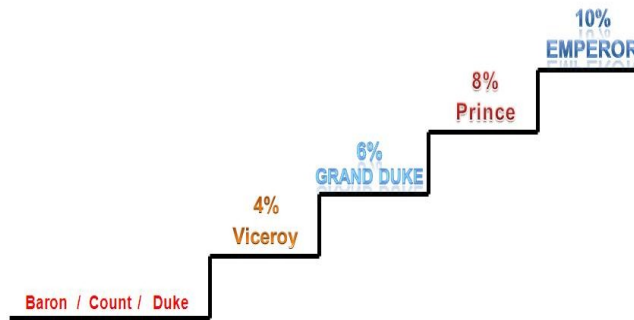 10%
EMPEROR
8%
Prince
6%
GRAND DUKE
4%
Viceroy
Baron / Count / Duke